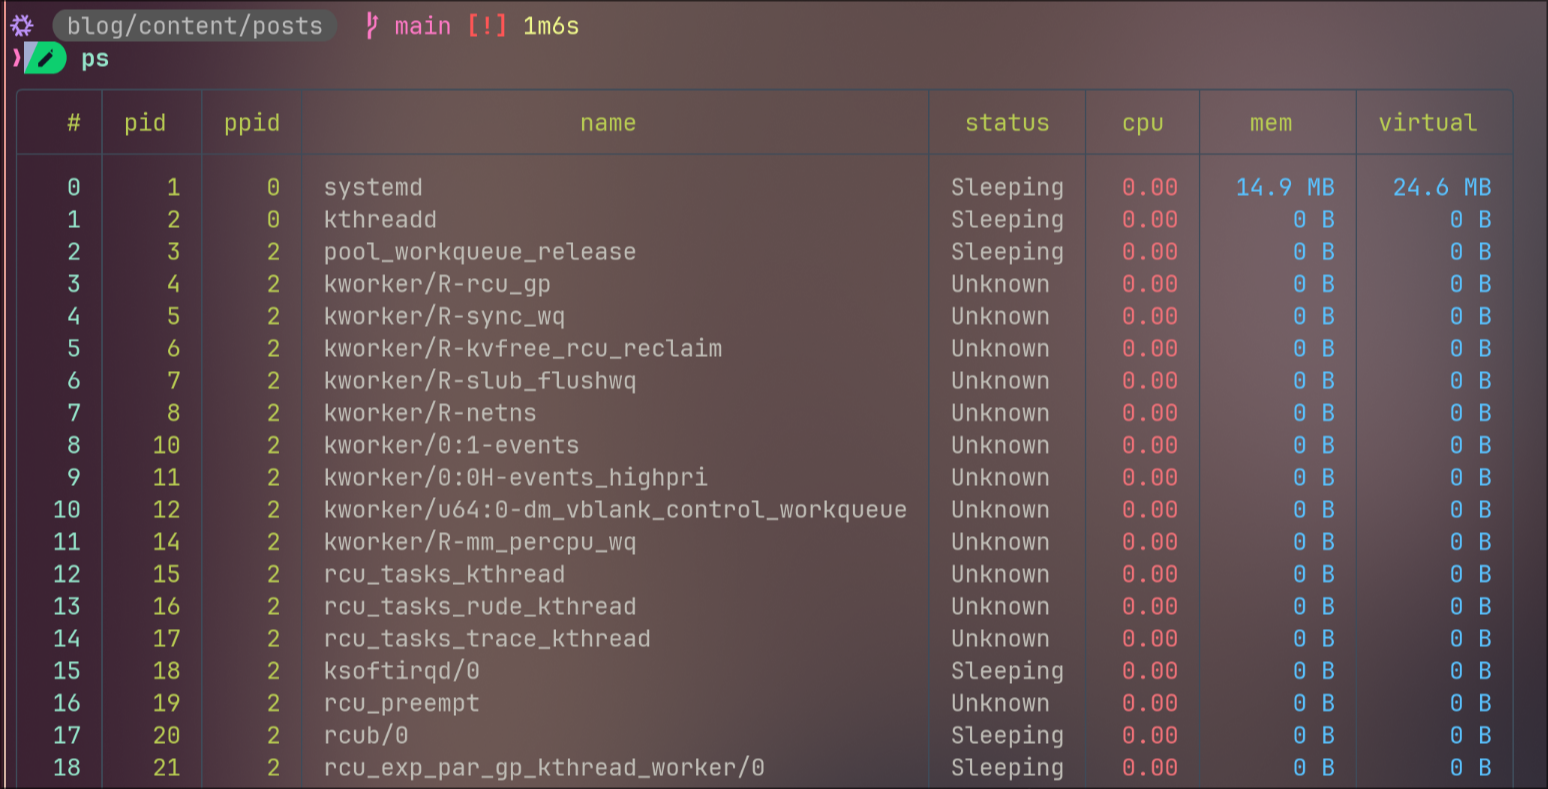 blog/content/posts main [!] 1m6s
ps
# pid ppid name status cpu mem virtual
0 1 0 systemd Sleeping 0.00 14.9 MB 24.6 MB
1 2 0 kthreadd Sleeping 0.00 0 B 0 B
2 3 2 pool_workqueue_release Sleeping 0.00 0 B 0 B
3 4 2 kworker/R-rcu_gp Unknown 0.00 0 B 0 B
4 5 2 kworker/R-sync_wq Unknown 0.00 0 B 0 B
5 6 2 kworker/R-kvfree_rcu_reclaim Unknown 0.00 0 B 0 B
6 7 2 kworker/R-slub_flushwq Unknown 0.00 0 B 0 B
7 8 2 kworker/R-netns Unknown 0.00 0 B 0 B
8 10 2 kworker/0:1-events Unknown 0.00 0 B 0 B
9 11 2 kworker/0:0H-events_highpri Unknown 0.00 0 B 0 B
10 12 2 kworker/u64:0-dm_vblank_control_workqueue Unknown 0.00 0 B 0 B
11 14 2 kworker/R-mm_percpu_wq Unknown 0.00 0 B 0 B
12 15 2 rcu_tasks_kthread Unknown 0.00 0 B 0 B
13 16 2 rcu_tasks_rude_kthread Unknown 0.00 0 B 0 B
14 17 2 rcu_tasks_trace_kthread Unknown 0.00 0 B 0 B
15 18 2 ksoftirqd/0 Sleeping 0.00 0 B 0 B
16 19 2 rcu_preempt Unknown 0.00 0 B 0 B
17 20 2 rcub/0 Sleeping 0.00 0 B 0 B
18 21 2 rcu_exp_par_gp_kthread_worker/0 Sleeping 0.00 0 B 0 B